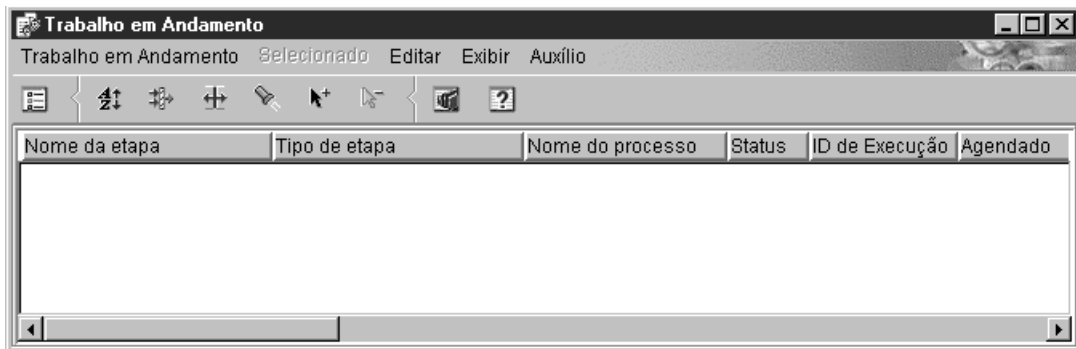 Trabalho em Andamento
Trabalho em Andamento Selecionado Editar Exibir Auxílio
Nome da etapa Tipo de etapa Nome do processo Status ID de Execução Agendado